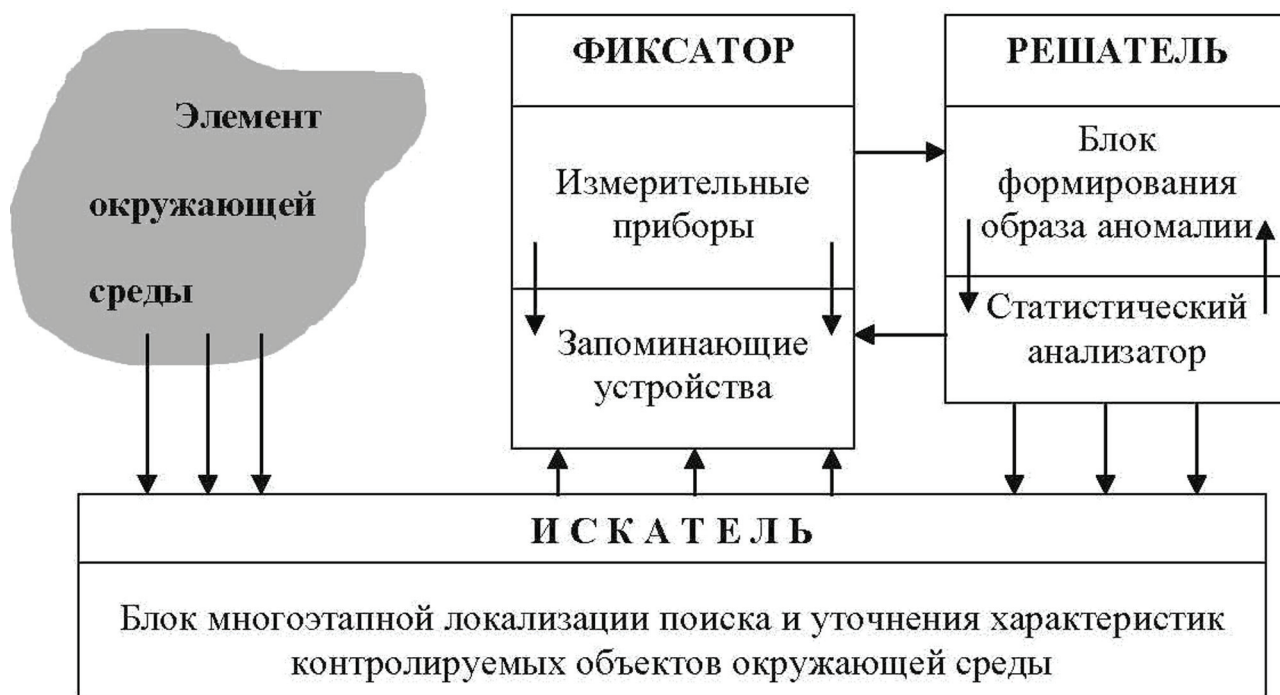 Элемент
окружающей
среды
ФИКСАТОР
Измерительные
приборы
Запоминающие
устройства
РЕШАТЕЛЬ
Блок
формирования
образа аномалии
Статистический
анализатор
И С К А Т Е Л Ь
Блок многоэтапной локализации поиска и уточнения характеристик
контролируемых объектов окружающей среды